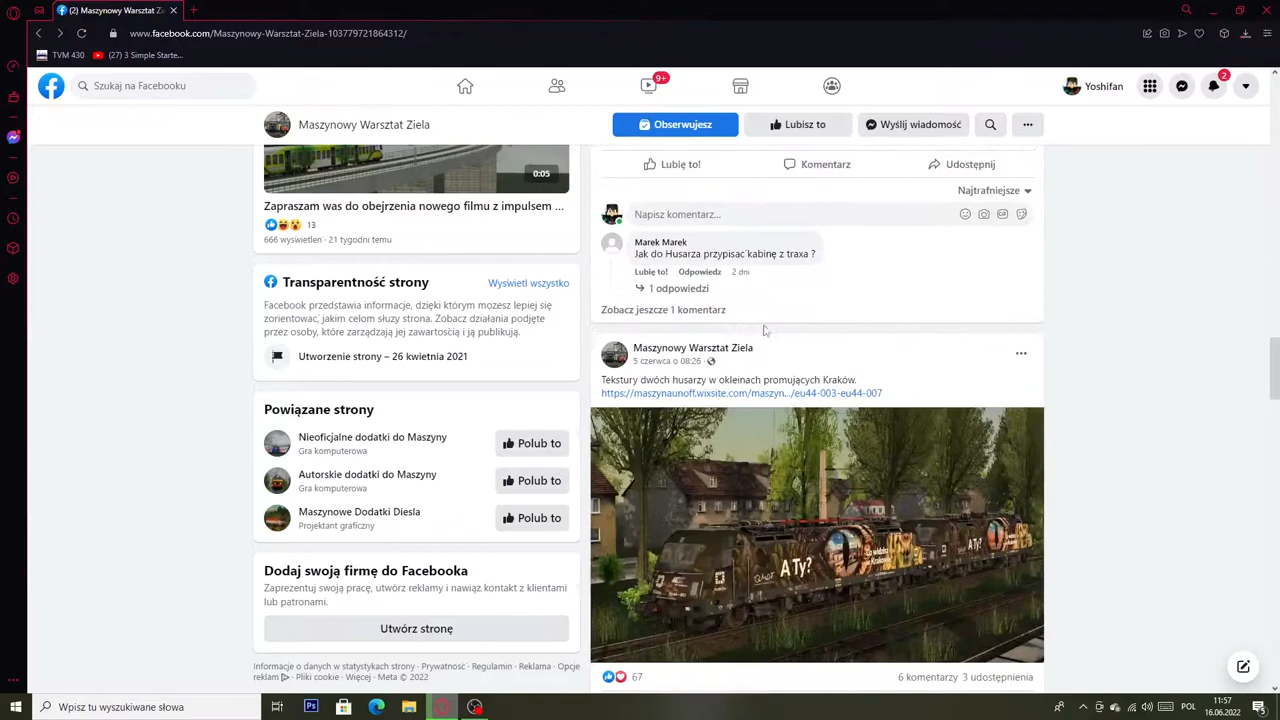 (2) Maszynowy Warsztat Z
www.facebook.com/Maszynowy-Warsztat-Ziela-103779721864312/
TVM 430
(27) 3 Simple Starte...
Szukaj na Facebooku
9+
Yoshifan
2
Maszynowy Warsztat Ziela
Obserwujesz
Lubisz to
Wyślij wiadomość
0:05
Zapraszam was do obejrzenia nowego filmu z impulsem ...
13
666 wyświetleń · 21 tygodni temu
Transparentność strony
Wyświetl wszystko
Facebook przedstawia informacje, dzięki którym możesz lepiej się
zorientować, jakim celom służy strona. Zobacz działania podjęte
przez osoby, które zarządzają jej zawartością i ją publikują.
Utworzenie strony – 26 kwietnia 2021
Powiązane strony
Nieoficjalne dodatki do Maszyny
Gra komputerowa
Polub to
Autorskie dodatki do Maszyny
Gra komputerowa
Polub to
Maszynowe Dodatki Diesla
Projektant graficzny
Polub to
Dodaj swoją firmę do Facebooka
Zaprezentuj swoją pracę, utwórz reklamy i nawiąż kontakt z klientami
lub patronami.
Utwórz stronę
Informacje o danych w statystykach strony · Prywatność · Regulamin · Reklama · Opcje
reklam · Pliki cookie · Więcej · Meta © 2022
Lubię to!
Komentarz
Udostępnij
Najtrafniejsze
Napisz komentarz...
GIF
Marek Marek
Jak do Husarza przypisać kabinę z traxa ?
Lubię to! Odpowiedz 2 dni
1 odpowiedzi
Zobacz jeszcze 1 komentarz
Maszynowy Warsztat Ziela
5 czerwca o 08:26 ·
Tekstury dwóch husarzy w okleinach promujących Kraków.
https://maszynaunoff.wixsite.com/maszyn.../eu44-003-eu44-007
A Ty?
A Ty?
67
6 komentarzy 3 udostępnienia
Wpisz tu wyszukiwane słowa
Ps
11:57
16.06.2022
5